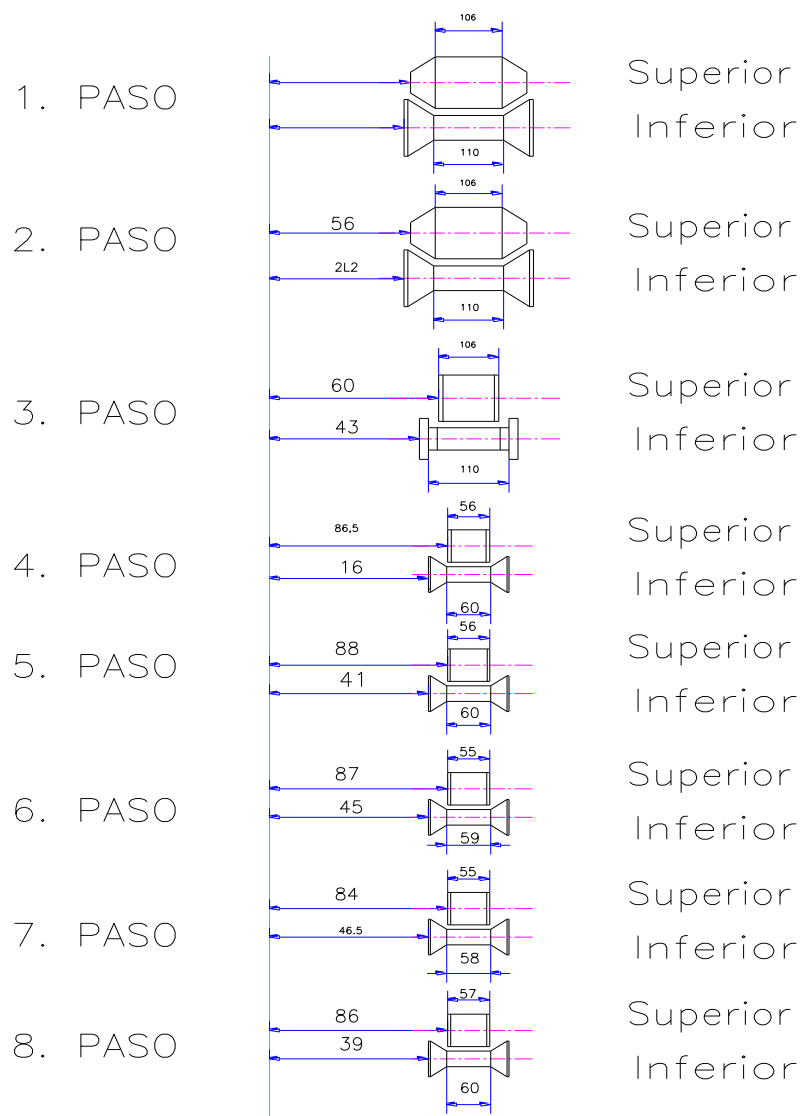 106
1. PASO
Superior
Inferior
110
106
2. PASO
56
Superior
2L2
Inferior
110
106
3. PASO
60
Superior
43
Inferior
110
56
4. PASO
86,5
Superior
16
Inferior
60
56
5. PASO
88
Superior
41
Inferior
60
55
6. PASO
87
Superior
45
Inferior
59
55
7. PASO
84
Superior
46.5
Inferior
58
57
8. PASO
86
Superior
39
Inferior
60